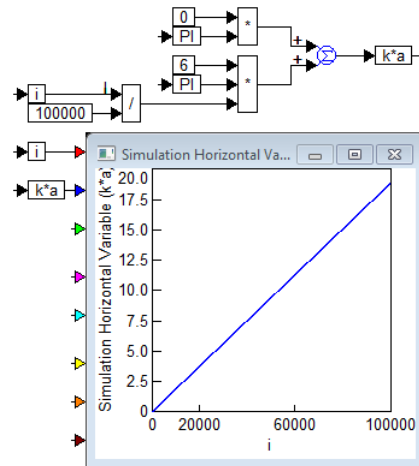 0
PI
*
+
+
Σ
k*a
6
PI
*
i
l
100000
/
i
k*a
Simulation Horizontal Va...
Simulation Horizontal Variable (k*a)
20.0
17.5
15.0
12.5
10.0
7.5
5.0
2.5
0
0 20000 60000 100000
i